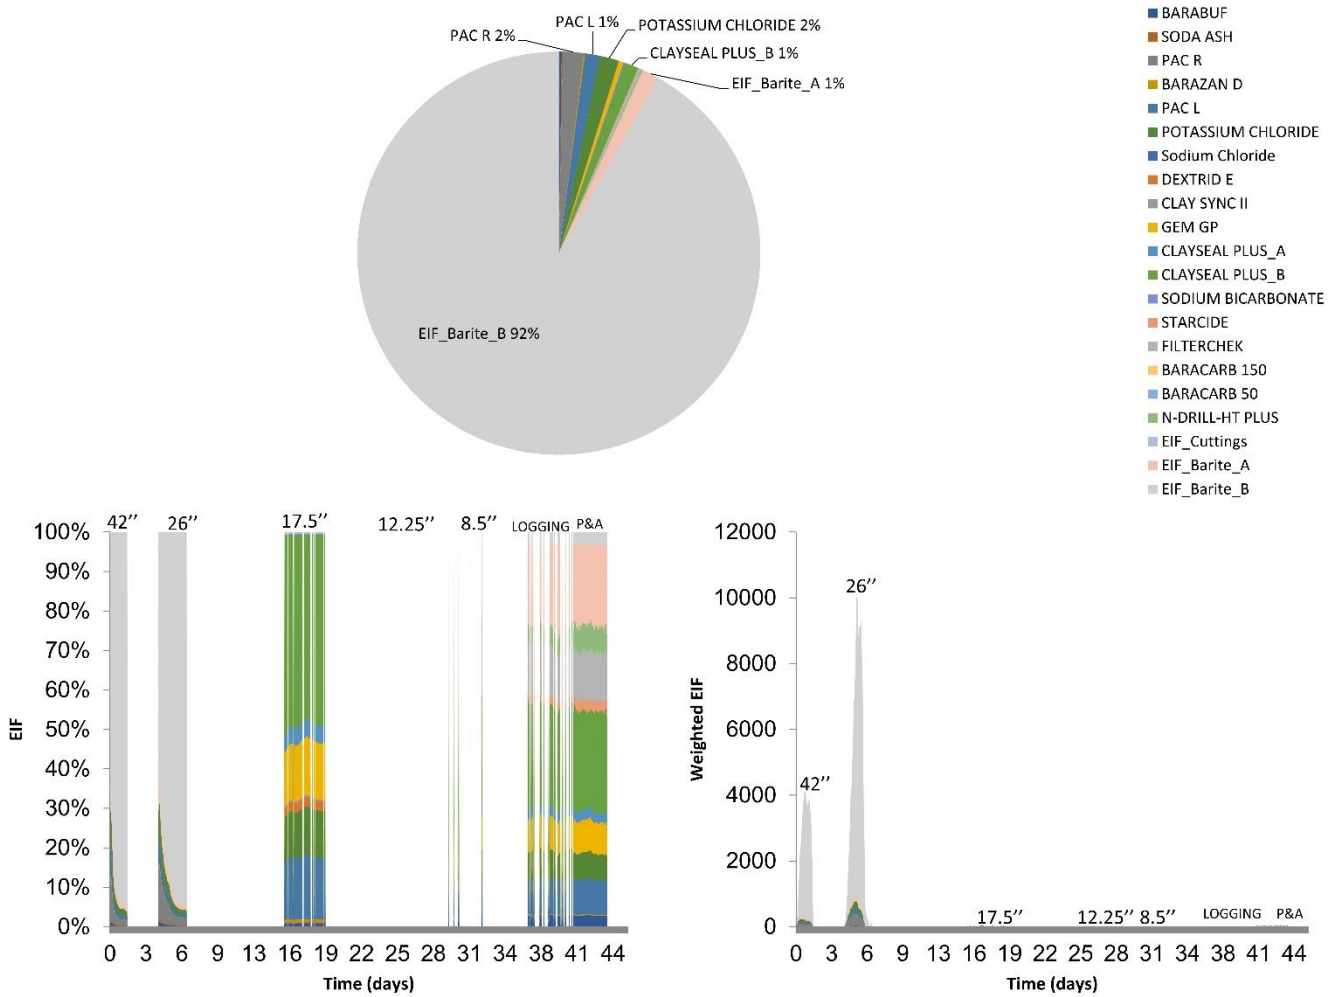 PAC R 2%
PAC L 1%
POTASSIUM CHLORIDE 2%
CLAYSEAL PLUS_B 1%
EIF_Barite_A 1%
EIF_Barite_B 92%
BARABUF
SODA ASH
PAC R
BARAZAN D
PAC L
POTASSIUM CHLORIDE
Sodium Chloride
DEXTRID E
CLAY SYNC II
GEM GP
CLAYSEAL PLUS_A
CLAYSEAL PLUS_B
SODIUM BICARBONATE
STARCIDE
FILTERCHEK
BARACARB 150
BARACARB 50
N-DRILL-HT PLUS
EIF_Cuttings
EIF_Barite_A
EIF_Barite_B
42’’ 26’’ 17.5’’ 12.25’’ 8.5’’ LOGGING P&A
100%
90%
80%
70%
60%
50%
40%
30%
20%
10%
0%
EIF
0 3 6 9 13 16 19 22 25 28 31 34 38 41 44
Time (days)
12000
10000
8000
6000
4000
2000
0
Weighted EIF
42’’ 26’’ 17.5’’ 12.25’’ 8.5’’ LOGGING P&A
0 3 6 9 13 16 19 22 25 28 31 34 38 41 44
Time (days)